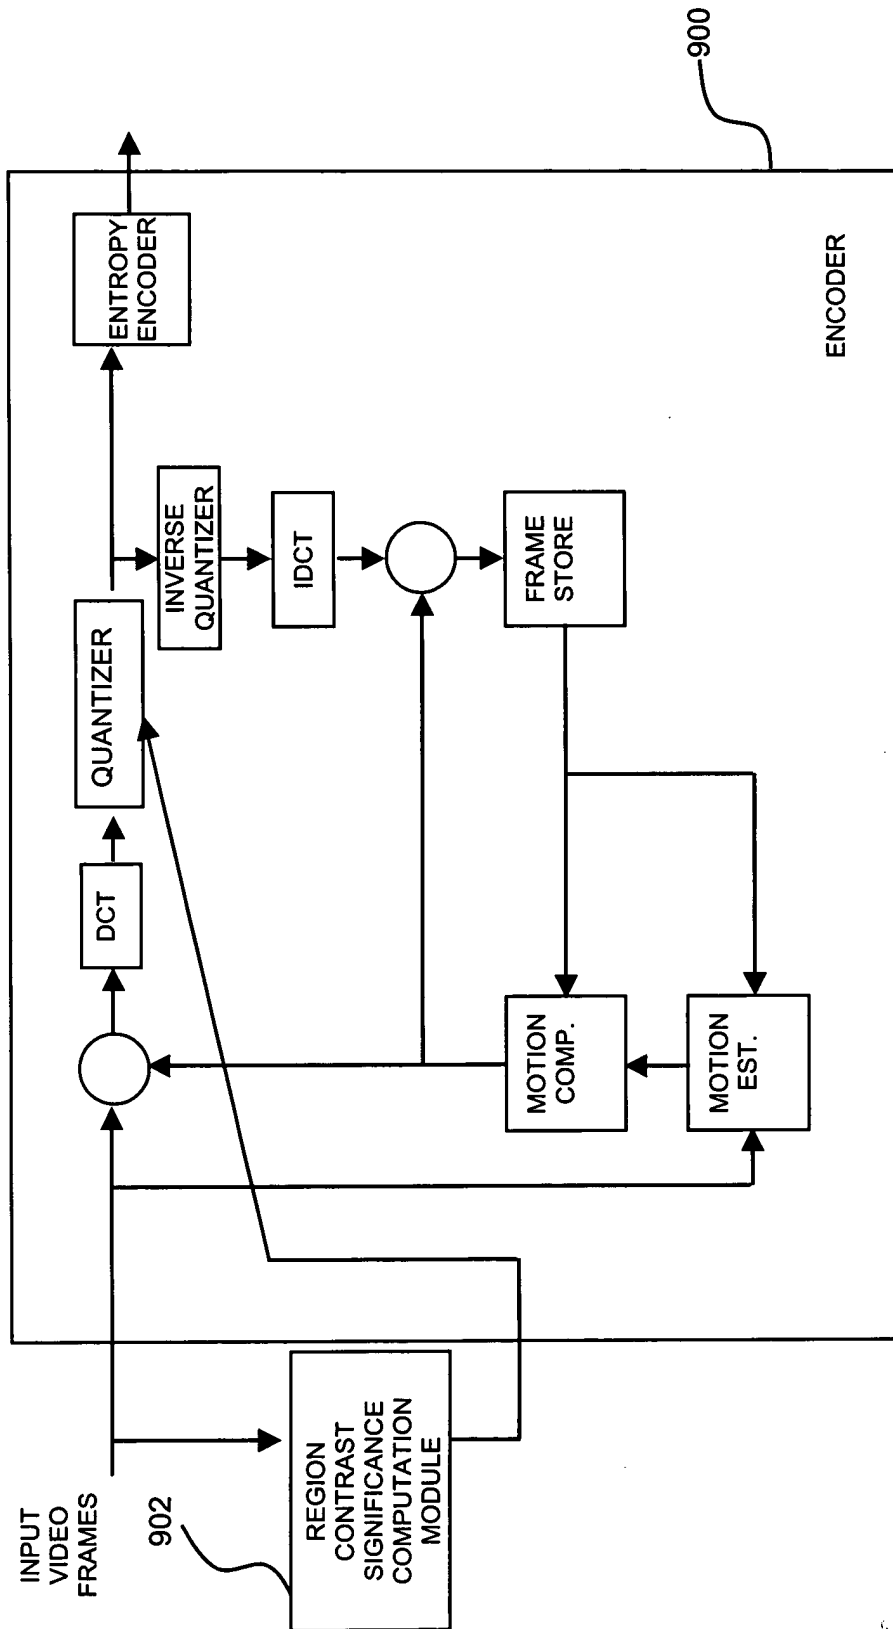 INPUT
VIDEO
FRAMES
902
REGION
CONTRAST
SIGNIFICANCE
COMPUTATION
MODULE
DCT
QUANTIZER
ENTROPY
ENCODER
INVERSE
QUANTIZER
IDCT
FRAME
STORE
MOTION
COMP.
MOTION
EST.
ENCODER
900